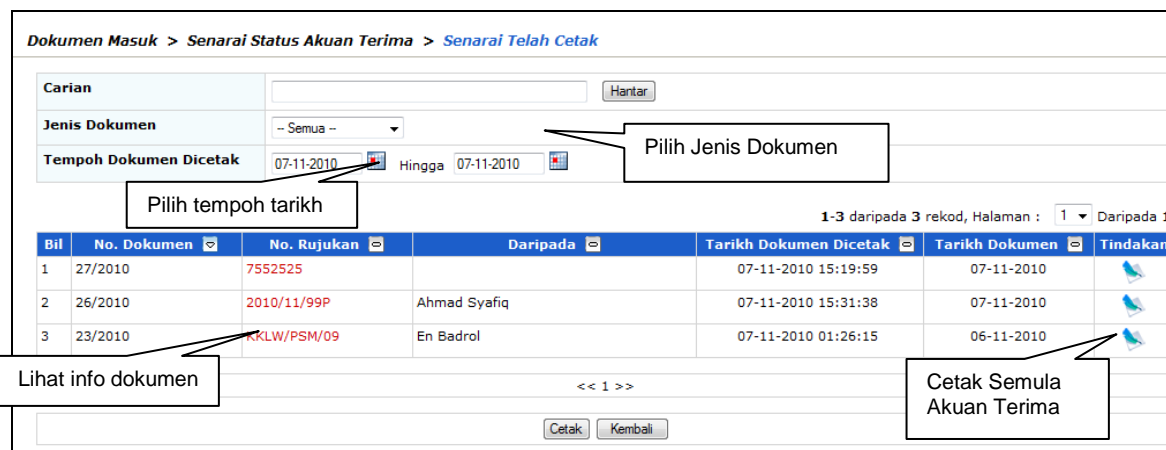 Dokumen Masuk > Senarai Status Akuan Terima > Senarai Telah Cetak
Carian Hantar
Jenis Dokumen -- Semua --
Pilih Jenis Dokumen
Tempoh Dokumen Dicetak 07-11-2010 Hingga 07-11-2010
Pilih tempoh tarikh
1-3 daripada 3 rekod, Halaman : 1 Daripada 1
Bil No. Dokumen No. Rujukan Daripada Tarikh Dokumen Dicetak Tarikh Dokumen Tindakan
1 27/2010 7552525 07-11-2010 15:19:59 07-11-2010
2 26/2010 2010/11/99P Ahmad Syafiq 07-11-2010 15:31:38 07-11-2010
3 23/2010 KKLW/PSM/09 En Badrol 07-11-2010 01:26:15 06-11-2010
Lihat info dokumen
<< 1 >>
Cetak Semula
Akuan Terima
Cetak Kembali